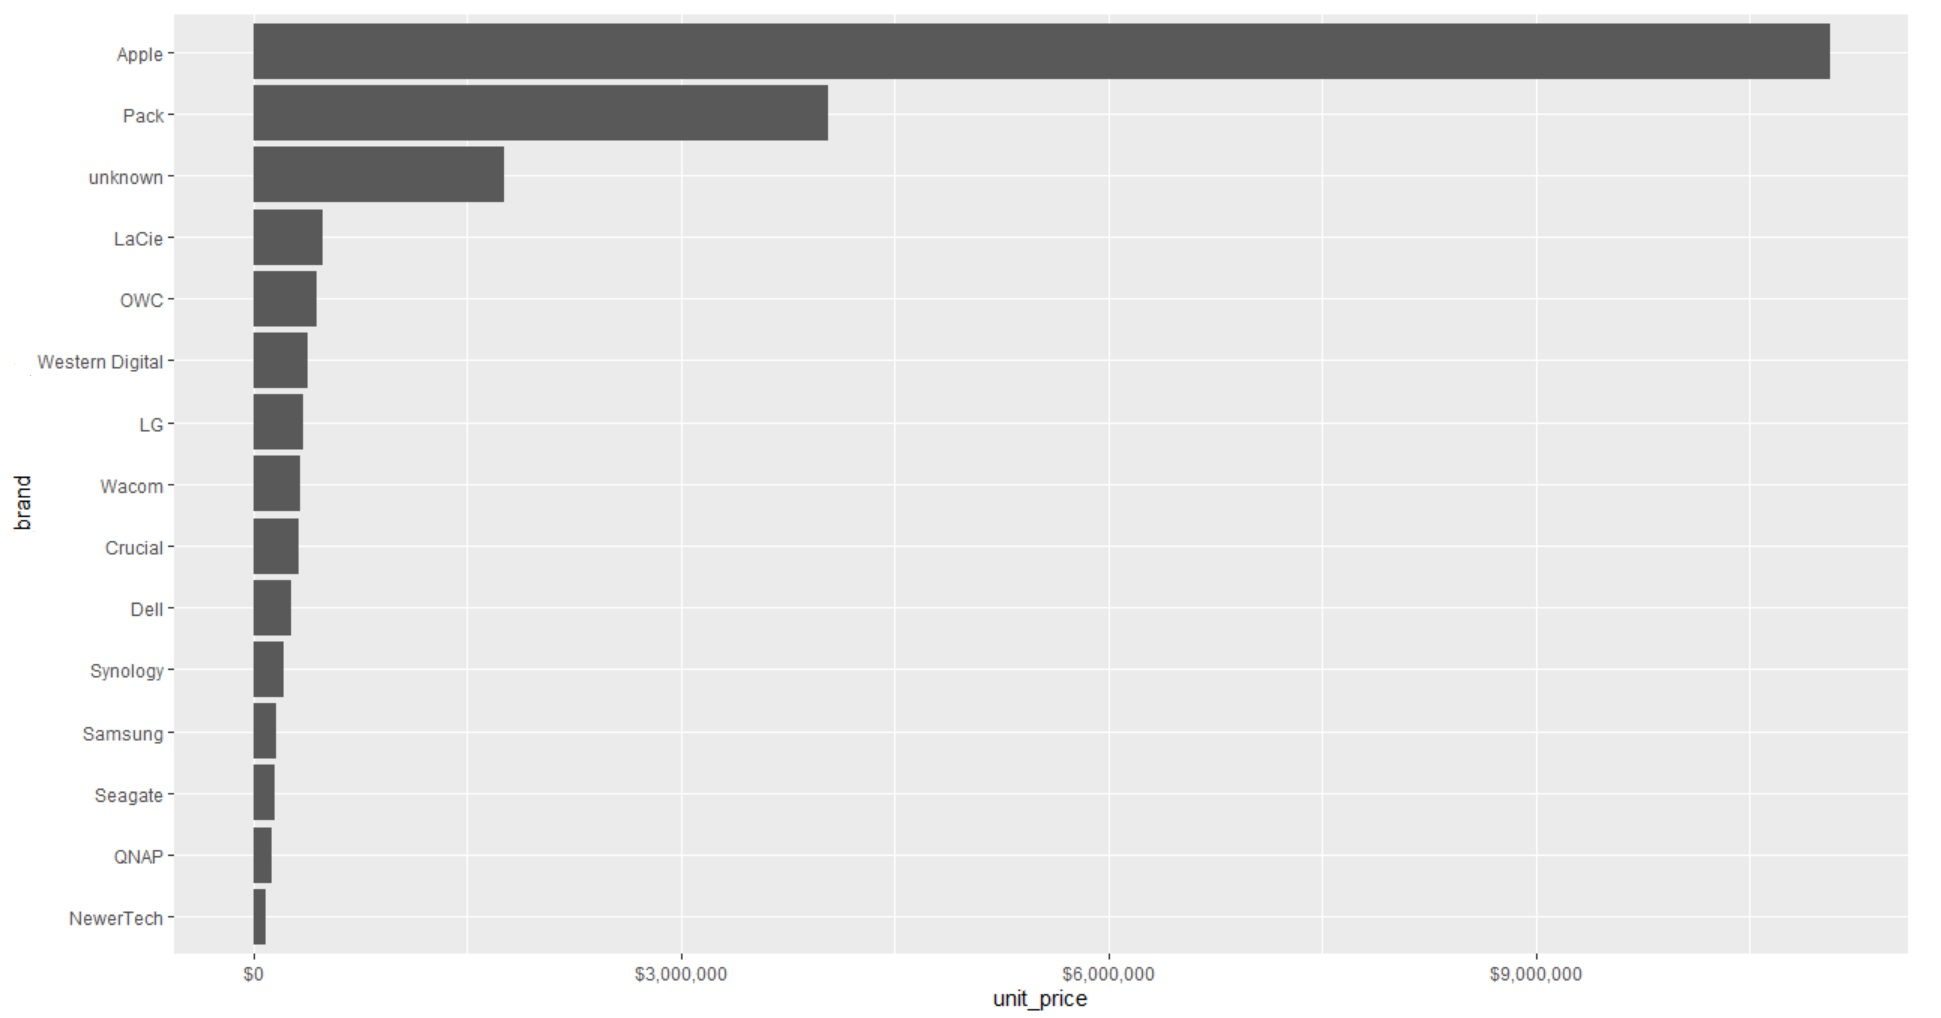 Apple
Pack
unknown
LaCie
OWC
Western Digital
LG
Wacom
Crucial
Dell
Synology
Samsung
Seagate
QNAP
NewerTech
brand
$0 $3,000,000 $6,000,000 $9,000,000
unit_price